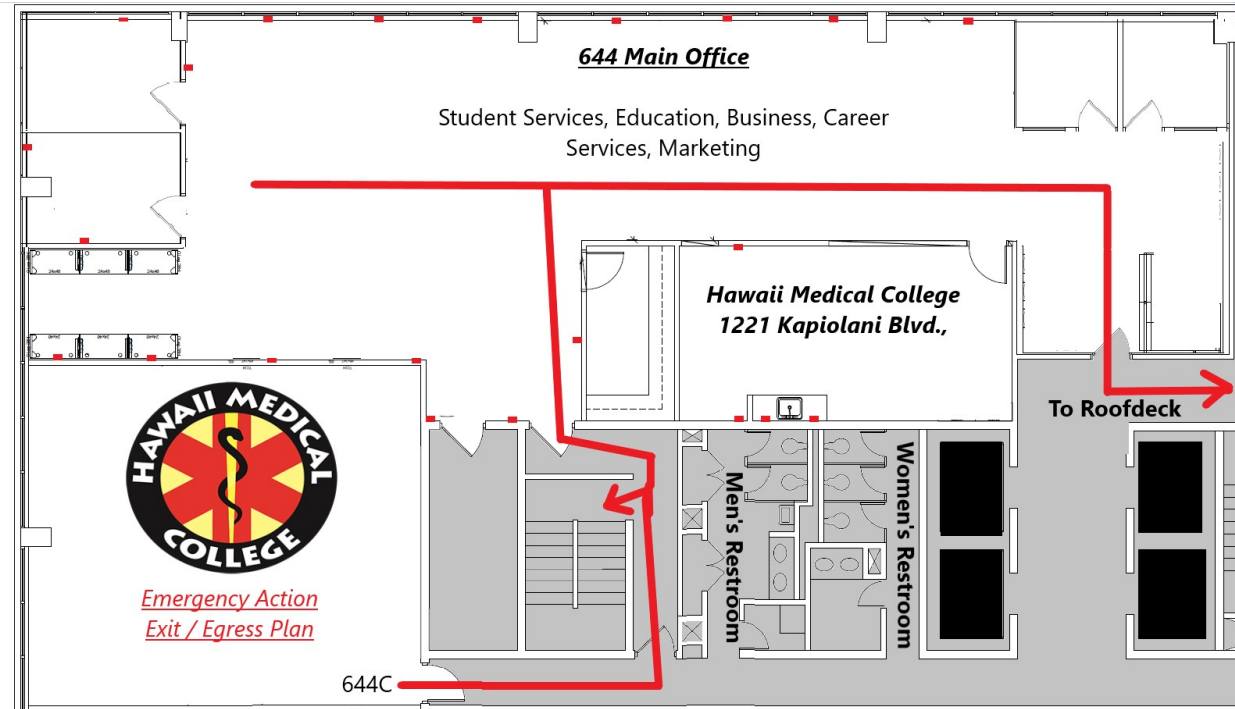 644 Main Office
Student Services, Education, Business, Career
Services, Marketing
Hawaii Medical College
1221 Kapiolani Blvd.,
To Roofdeck
HAWAII MEDICAL
COLLEGE
Men's Restroom
Women's Restroom
Emergency Action
Exit / Egress Plan
644C